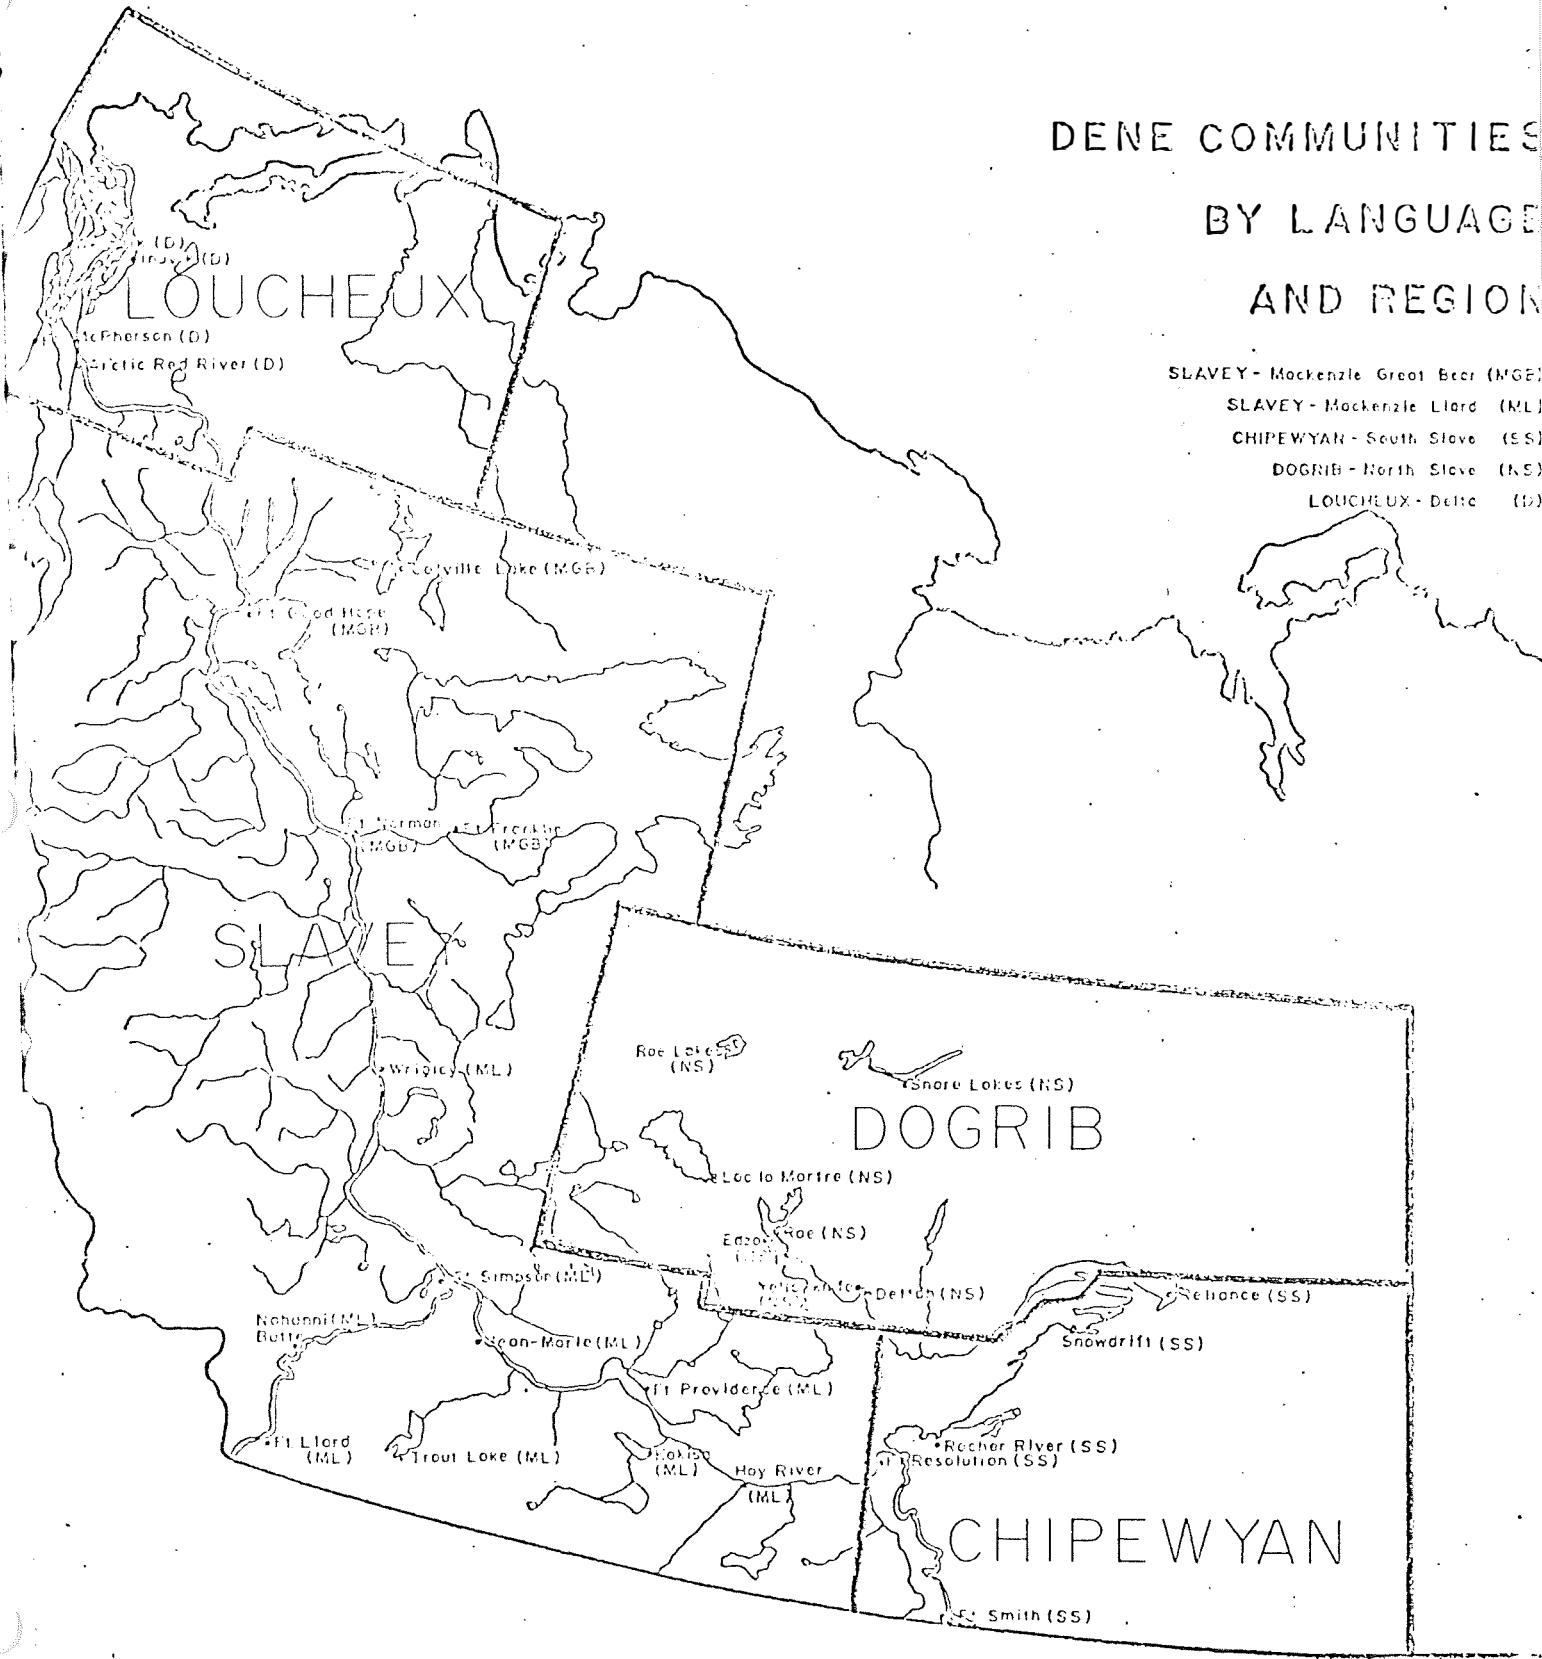 DENE COMMUNITIES
BY LANGUAGE
AND REGION
SLAVEY - Mackenzie Great Bear (MGB)
SLAVEY - Mackenzie Liard (ML)
CHIPEWYAN - South Slave (SS)
DOGRIB - North Slave (NS)
LOUCHEUX - Delta (D)
(D)
(D)
LOUCHEUX
McPherson (D)
Arctic Red River (D)
Colville Lake (MGB)
Ft Good Hope
(MGB)
Ft Norman
(MGB)
Ft Franklin
(MGB)
SLAVEY
Rae Lakes
(NS)
Snare Lakes (NS)
Wrigley (ML)
DOGRIB
Lac la Martre (NS)
Rae (NS)
Edzo
Ft Simpson (ML)
Detton (NS)
Reliance (SS)
Nahanni (ML)
Butte
Jean-Marie (ML)
Snowdrift (SS)
Ft Providence (ML)
Ft Liard
(ML)
Trout Lake (ML)
Kakisa
(ML)
Hay River
(ML)
Rocher River (SS)
Ft Resolution (SS)
CHIPEWYAN
Ft Smith (SS)